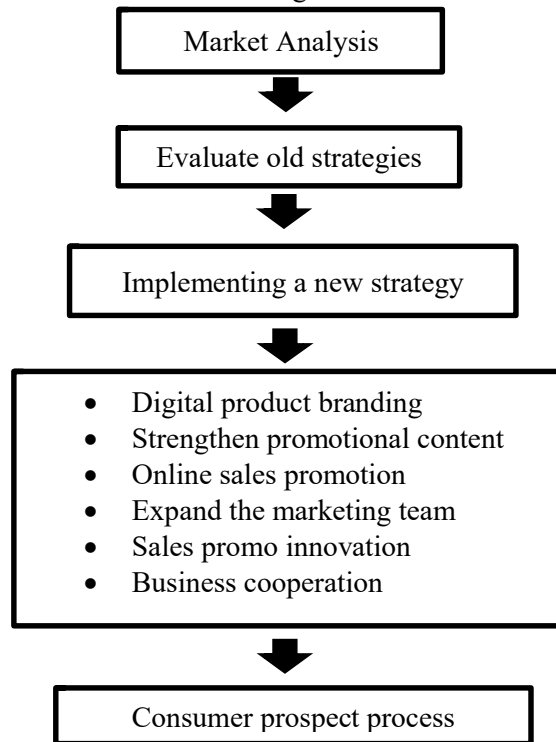 Market Analysis
Evaluate old strategies
Implementing a new strategy
• Digital product branding
• Strengthen promotional content
• Online sales promotion
• Expand the marketing team
• Sales promo innovation
• Business cooperation
Consumer prospect process